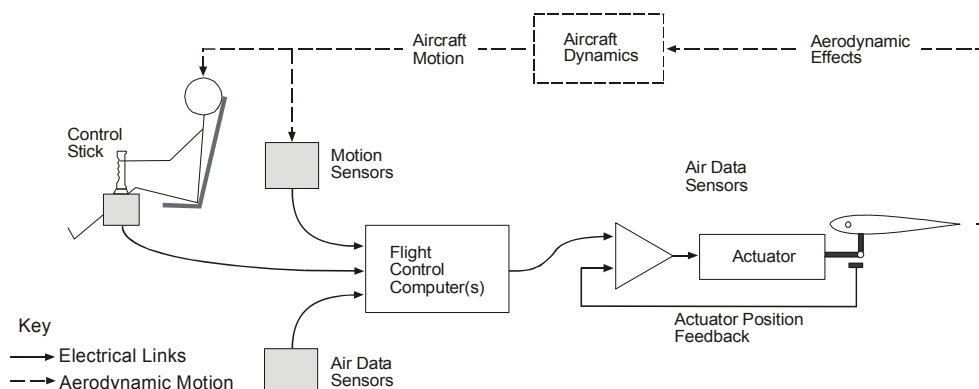 Aircraft
Motion
Aircraft
Dynamics
Aerodynamic
Effects
Control
Stick
Motion
Sensors
Air Data
Sensors
Flight
Control
Computer(s)
Actuator
Actuator Position
Feedback
Key
Electrical Links
Aerodynamic Motion
Air Data
Sensors